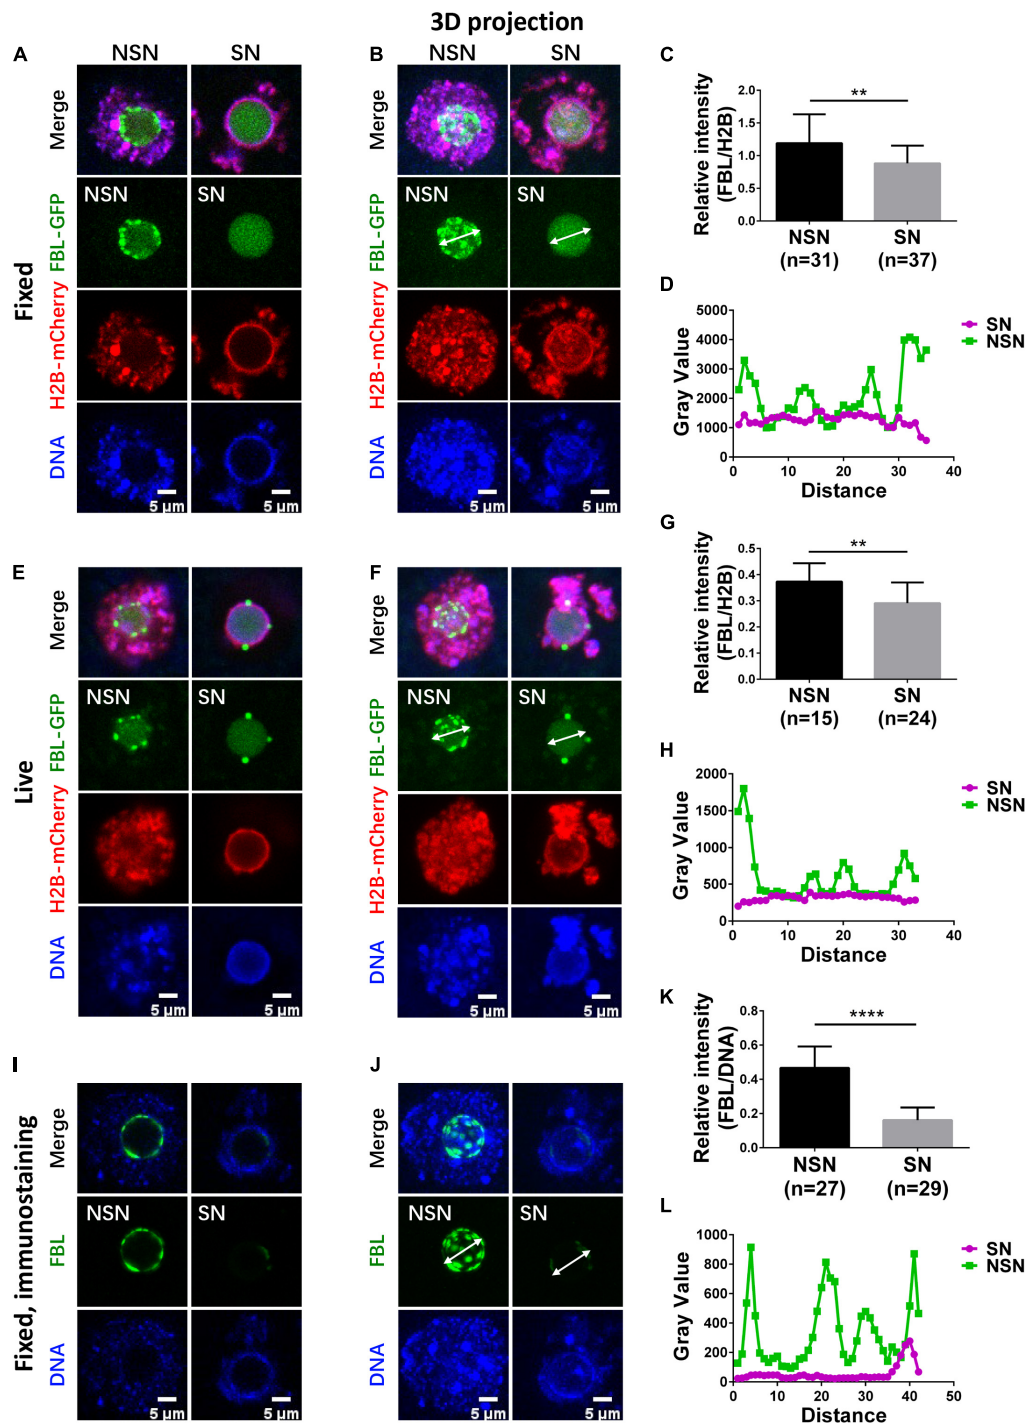 3D projection
A
NSN
SN
B
NSN
SN
C
Fixed
Merge
FBL-GFP
H2B-mCherry
DNA
NSN
SN
5 µm
5 µm
Merge
FBL-GFP
H2B-mCherry
DNA
NSN
SN
5 µm
5 µm
Relative intensity
(FBL/H2B)
2.0
1.5
1.0
0.5
0.0
**
NSN
(n=31)
SN
(n=37)
D
Gray Value
5000
4000
3000
2000
1000
0
0 10 20 30 40
Distance
SN
NSN
E
F
G
Live
Merge
FBL-GFP
H2B-mCherry
DNA
NSN
SN
5 µm
5 µm
Merge
FBL-GFP
H2B-mCherry
DNA
NSN
SN
5 µm
5 µm
Relative intensity
(FBL/H2B)
0.5
0.4
0.3
0.2
0.1
0.0
**
NSN
(n=15)
SN
(n=24)
H
Gray Value
2000
1500
1000
500
0
0 10 20 30 40
Distance
SN
NSN
I
J
K
Fixed, immunostaining
Merge
FBL
DNA
NSN
SN
5 µm
5 µm
Merge
FBL
DNA
NSN
SN
5 µm
5 µm
Relative intensity
(FBL/DNA)
0.8
0.6
0.4
0.2
0.0
****
NSN
(n=27)
SN
(n=29)
L
Gray Value
1000
800
600
400
200
0
0 10 20 30 40 50
Distance
SN
NSN